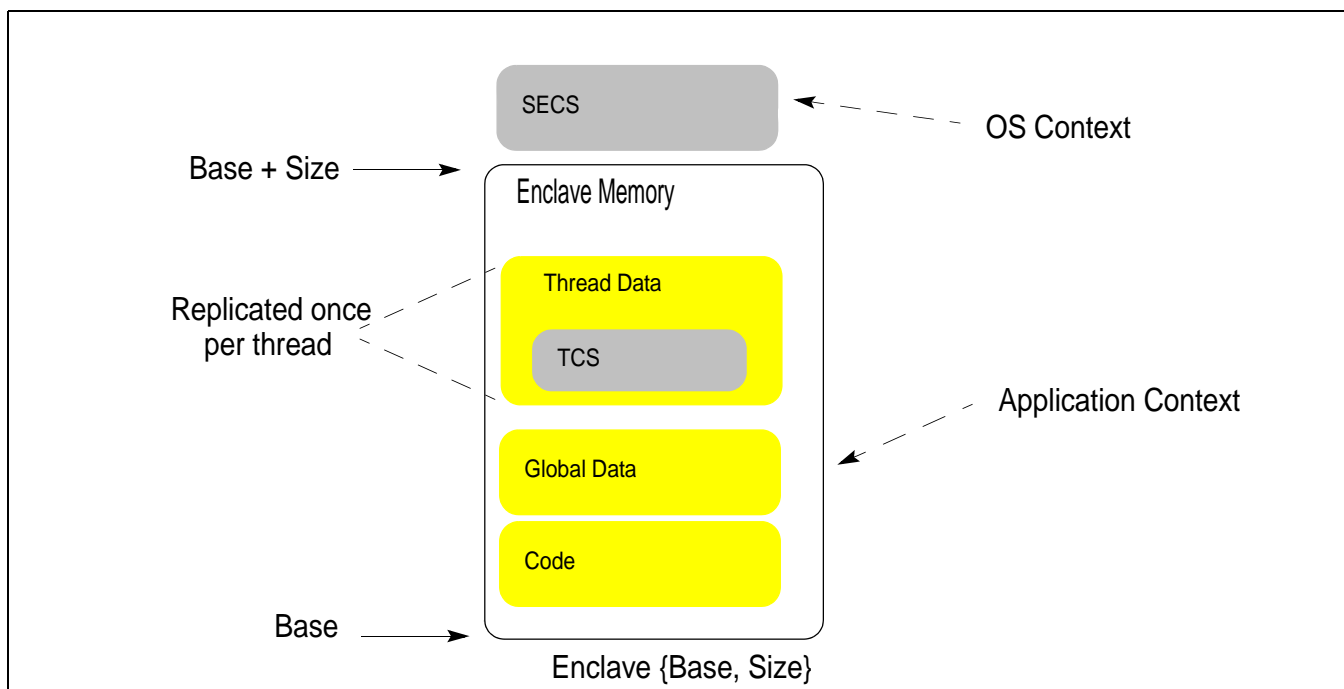 SECS
OS Context
Base + Size
Enclave Memory
Thread Data
Replicated once
per thread
TCS
Application Context
Global Data
Code
Base
Enclave {Base, Size}